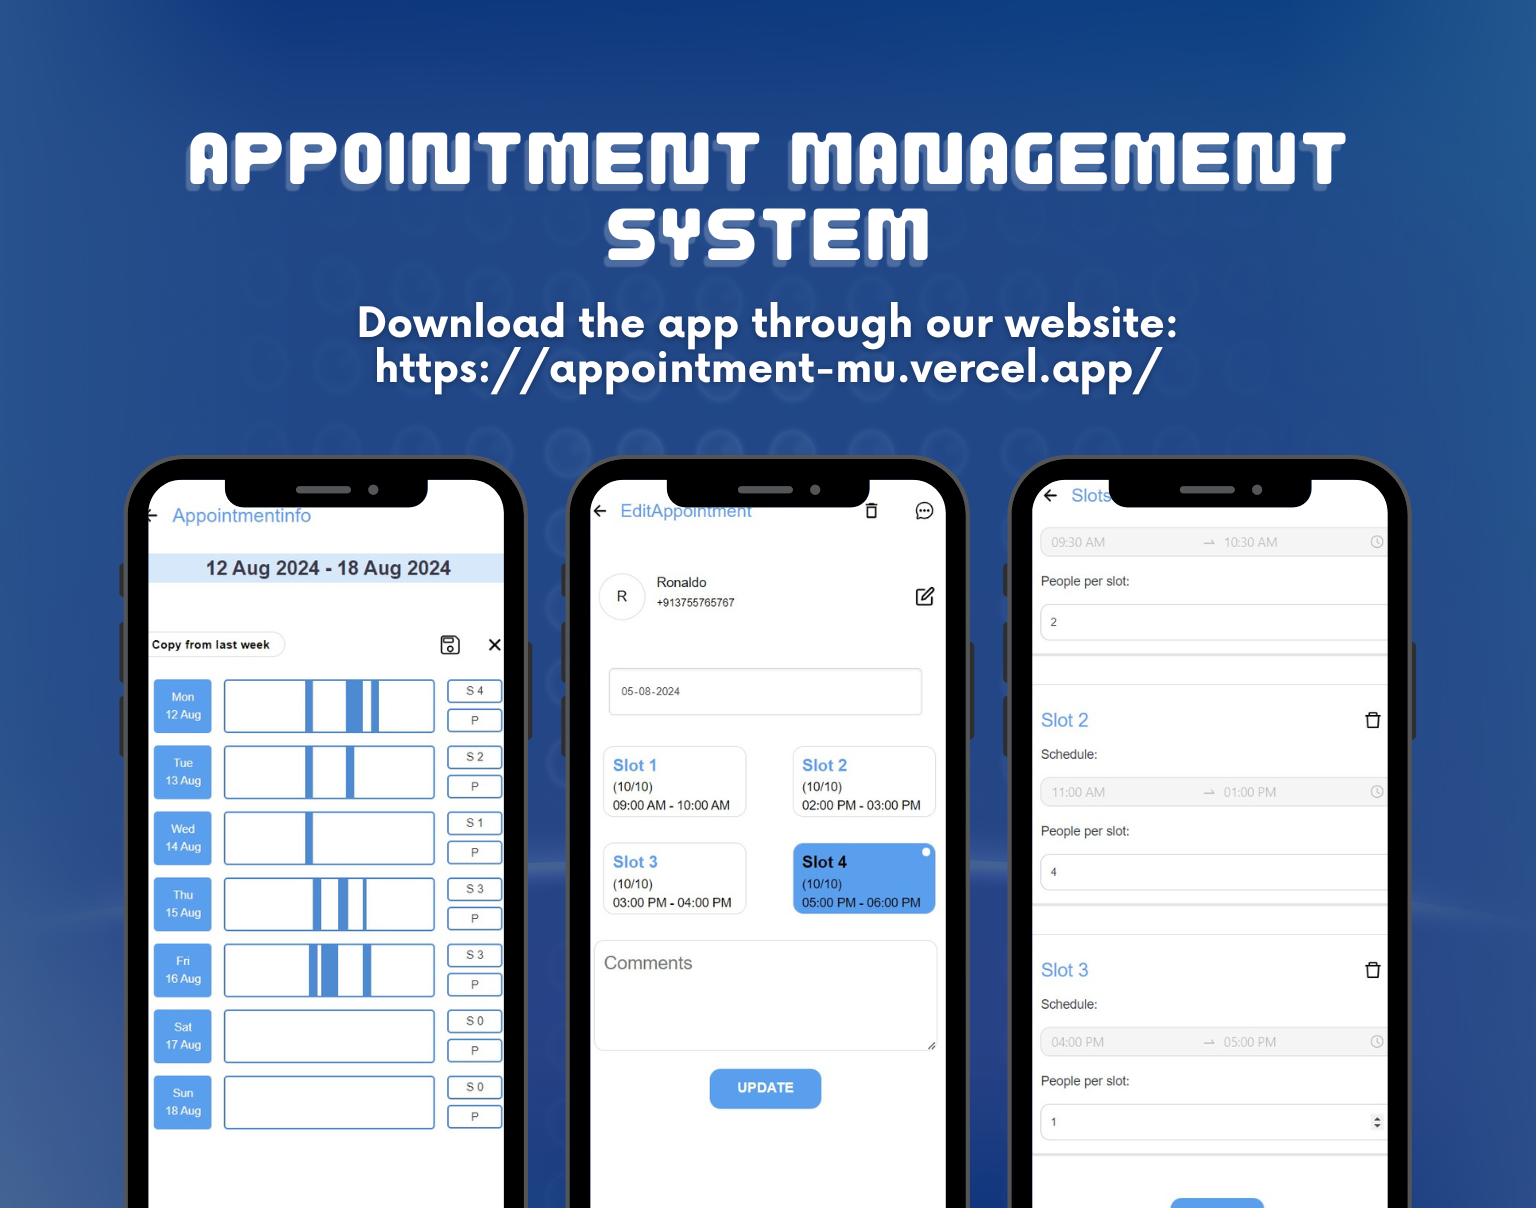 APPOINTMENT MANAGEMENT
SYSTEM
Download the app through our website:
https://appointment-mu.vercel.app/
Appointmentinfo
12 Aug 2024 - 18 Aug 2024
Copy from last week
Mon
12 Aug
S 4
P
Tue
13 Aug
S 2
P
Wed
14 Aug
S 1
P
Thu
15 Aug
S 3
P
Fri
16 Aug
S 3
P
Sat
17 Aug
S 0
P
Sun
18 Aug
S 0
P
EditAppointment
R
Ronaldo
+913755765767
05-08-2024
Slot 1
(10/10)
09:00 AM - 10:00 AM
Slot 2
(10/10)
02:00 PM - 03:00 PM
Slot 3
(10/10)
03:00 PM - 04:00 PM
Slot 4
(10/10)
05:00 PM - 06:00 PM
Comments
UPDATE
Slots
09:30 AM → 10:30 AM
People per slot:
2
Slot 2
Schedule:
11:00 AM → 01:00 PM
People per slot:
4
Slot 3
Schedule:
04:00 PM → 05:00 PM
People per slot:
1